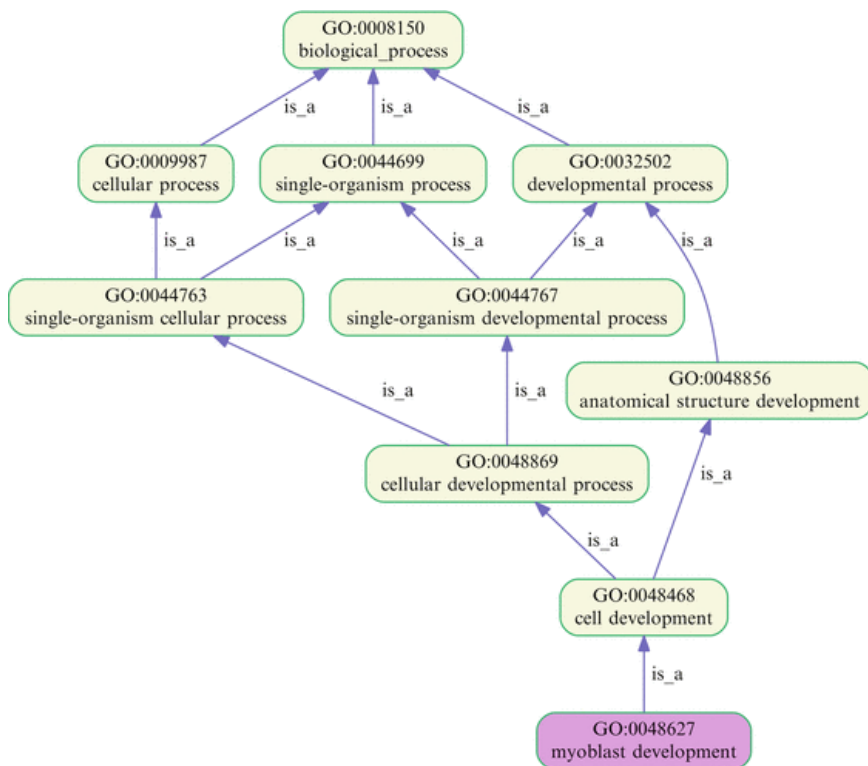 GO:0008150
biological_process
is_a
is_a
is_a
GO:0009987
cellular process
GO:0044699
single-organism process
GO:0032502
developmental process
is_a
is_a
is_a
is_a
is_a
GO:0044763
single-organism cellular process
GO:0044767
single-organism developmental process
GO:0048856
anatomical structure development
is_a
is_a
GO:0048869
cellular developmental process
is_a
is_a
GO:0048468
cell development
is_a
GO:0048627
myoblast development